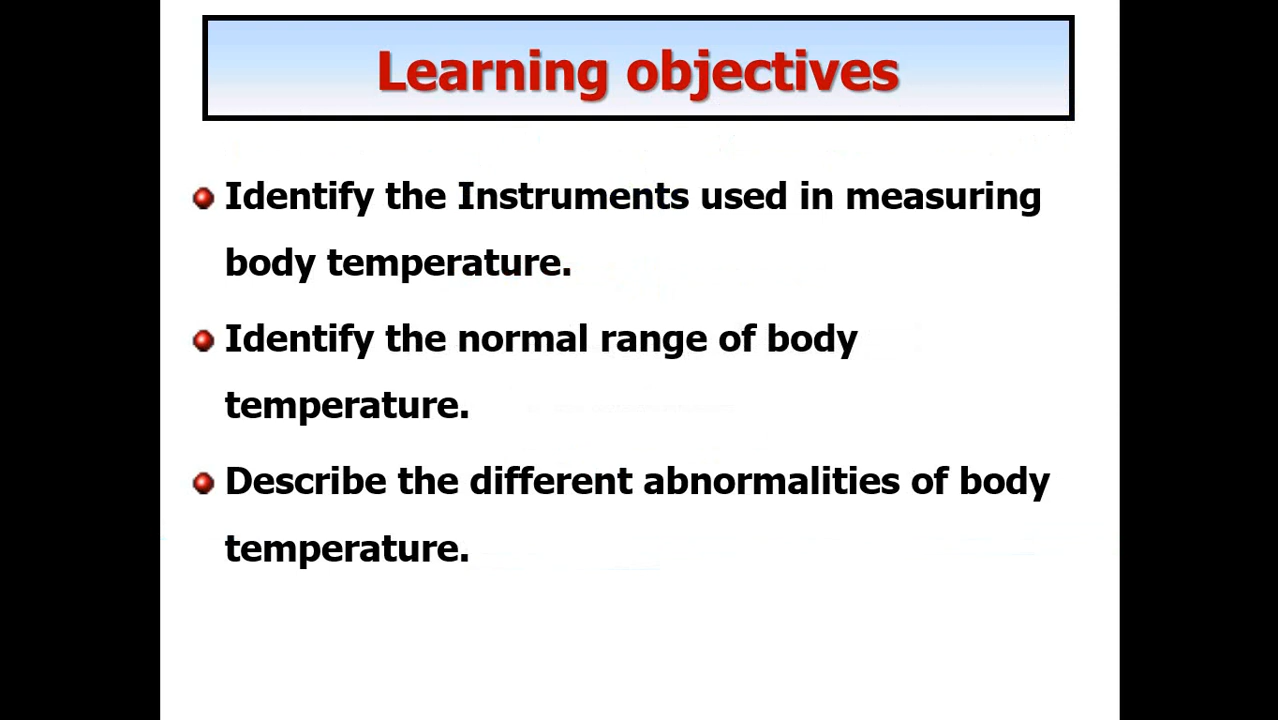 Learning objectives
Identify the Instruments used in measuring
body temperature.
Identify the normal range of body
temperature.
Describe the different abnormalities of body
temperature.